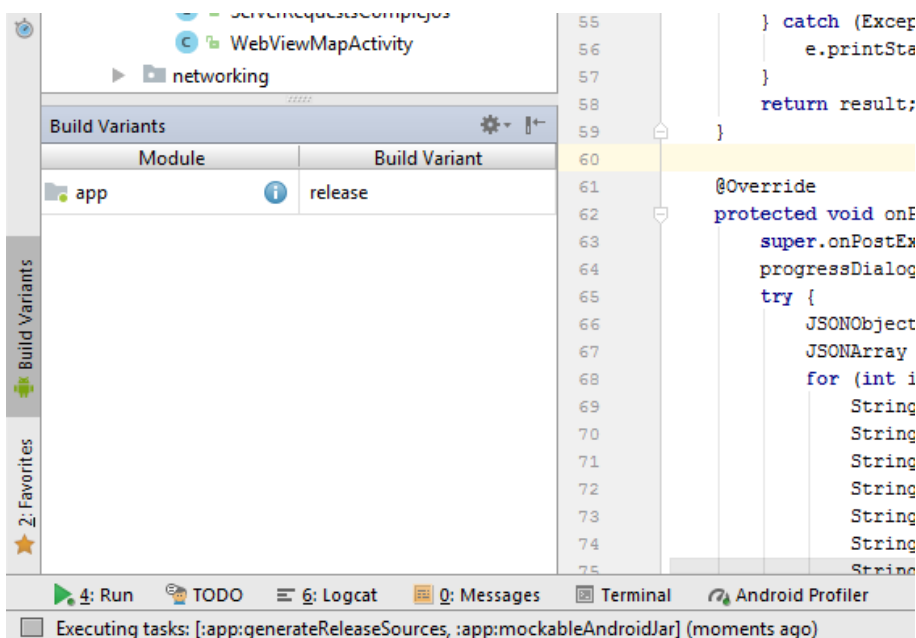 WebViewMapActivity
networking
Build Variants
Module Build Variant
app release
Build Variants
2: Favorites
55 } catch (Excep
56 e.printSta
57 }
58 return result;
59 }
60
61 @Override
62 protected void onP
63 super.onPostEx
64 progressDialog
65 try {
66 JSONObject
67 JSONArray
68 for (int i
69 String
70 String
71 String
72 String
73 String
74 String
75 String
4: Run TODO 6: Logcat 0: Messages Terminal Android Profiler
Executing tasks: [:app:generateReleaseSources, :app:mockableAndroidJar] (moments ago)